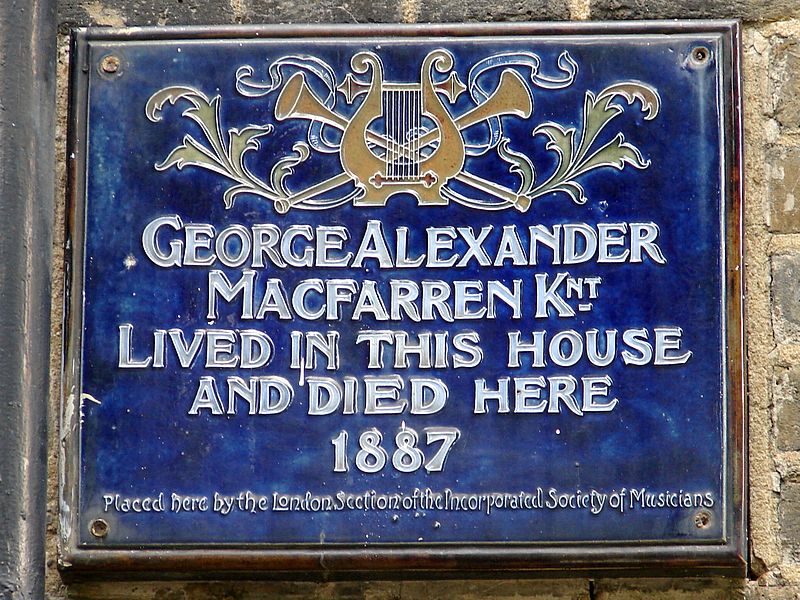 George Alexander
Macfarren Knt
Lived in this house
and Died here
1887
Placed here by the London Section of the Incorporated Society of Musicians